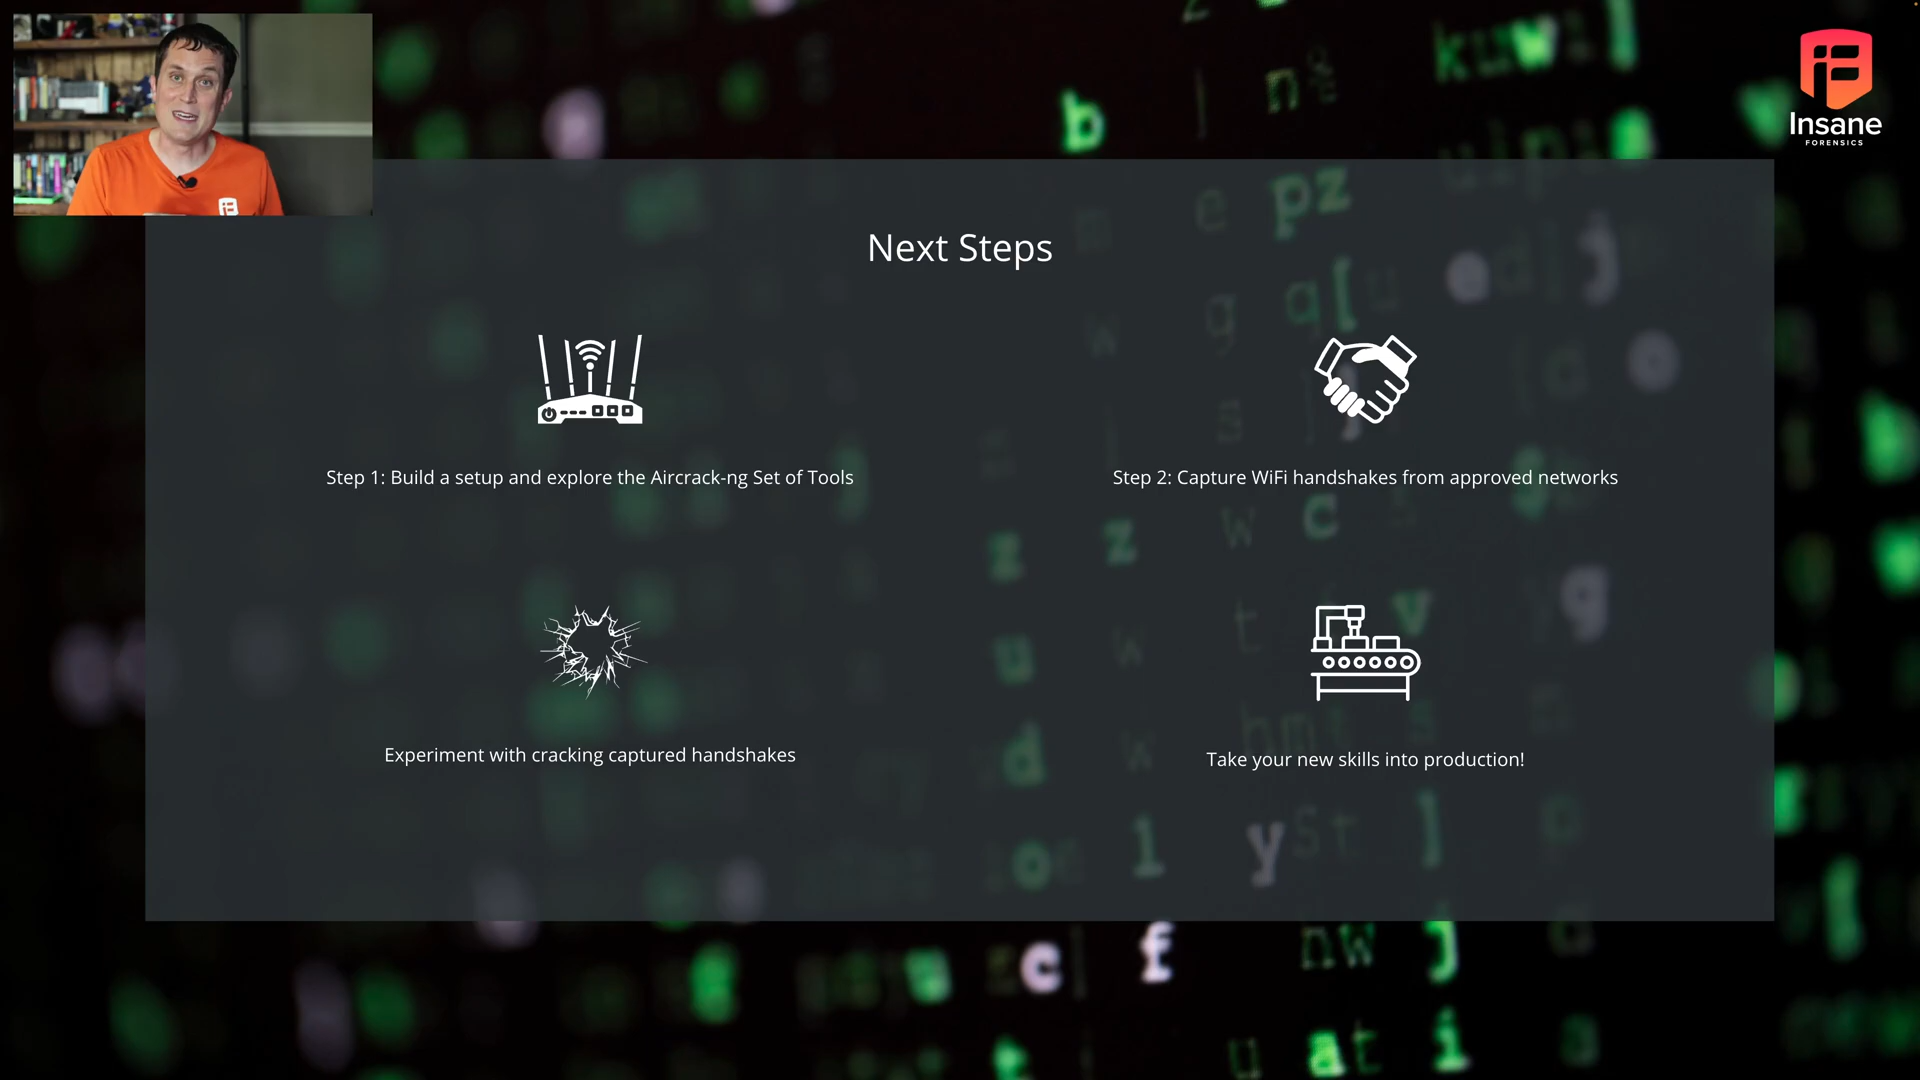 Insane
FORENSICS
Next Steps
Step 1: Build a setup and explore the Aircrack-ng Set of Tools
Step 2: Capture WiFi handshakes from approved networks
Experiment with cracking captured handshakes
Take your new skills into production!